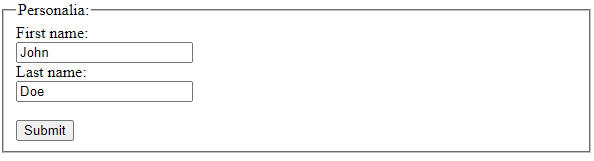 Personalia:
First name:
John
Last name:
Doe
Submit